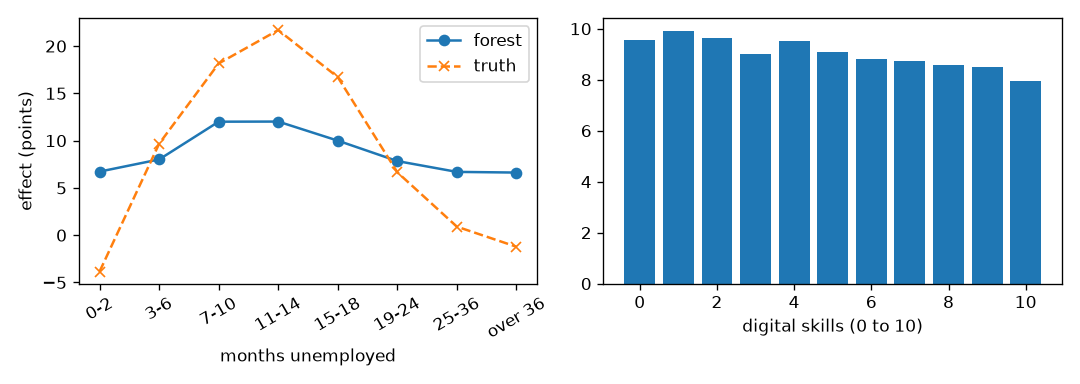 effect (points)
20
15
10
5
0
−5
forest
truth
0-2 3-6 7-10 11-14 15-18 19-24 25-36 over 36
months unemployed
10
8
6
4
2
0
0 2 4 6 8 10
digital skills (0 to 10)